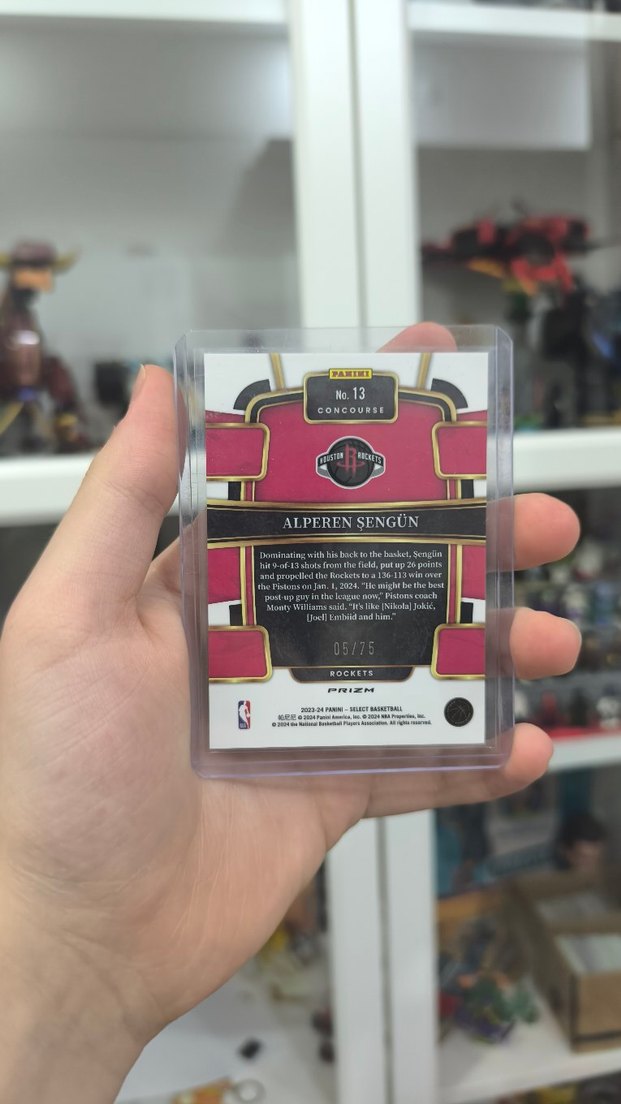 PANINI
No. 13
CONCOURSE
HOUSTON ROCKETS
ALPEREN ŞENGÜN
Dominating with his back to the basket, Şengün
hit 9-of-13 shots from the field, put up 26 points
and propelled the Rockets to a 136-113 win over
the Pistons on Jan. 1, 2024. "He might be the best
post-up guy in the league now," Pistons coach
Monty Williams said. "It's like [Nikola] Jokić,
[Joel] Embiid and him."
05/75
ROCKETS
PRIZM
2023-24 PANINI – SELECT BASKETBALL
帕尼尼 © 2024 Panini America, Inc. © 2024 NBA Properties, Inc.
© 2024 the National Basketball Players Association. All rights reserved.